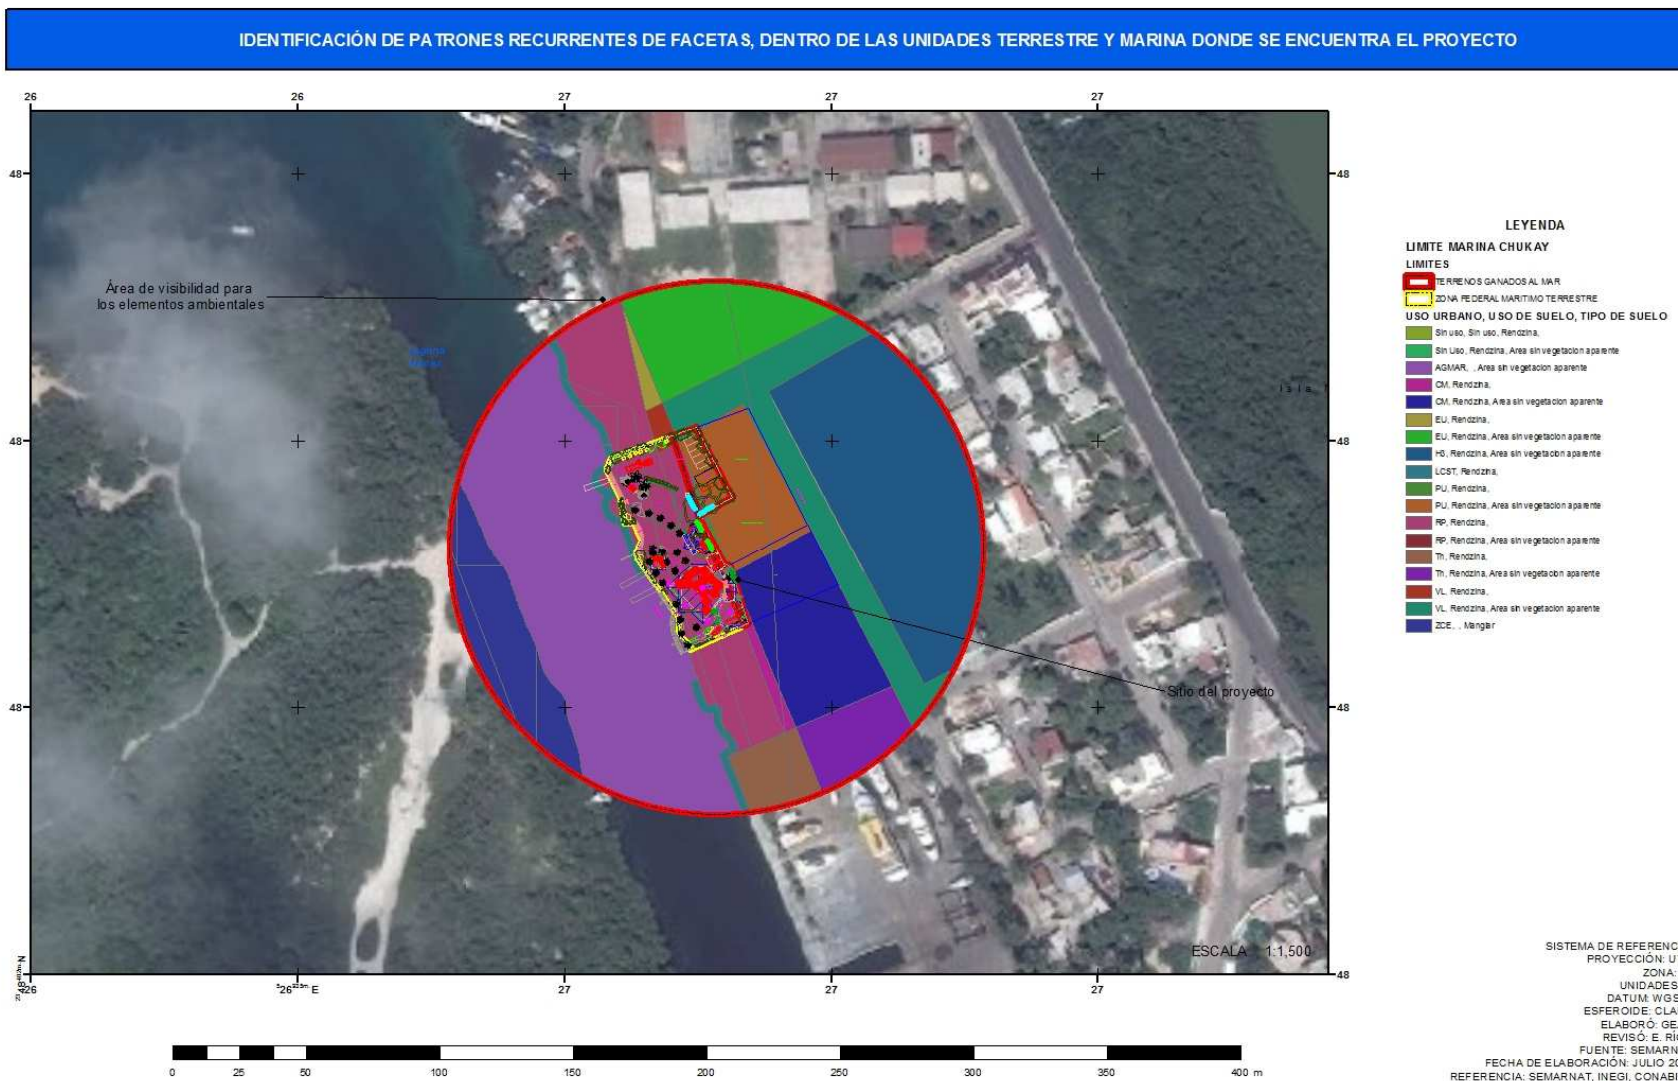 IDENTIFICACIÓN DE PATRONES RECURRENTES DE FACETAS, DENTRO DE LAS UNIDADES TERRESTRE Y MARINA DONDE SE ENCUENTRA EL PROYECTO
26 26 27 27 27
48 48
Área de visibilidad para
los elementos ambientales
Isla
48 48
Sitio del proyecto
48 48
ESCALA 1:1,500
48
26 E 27 27 27
26
0 25 50 100 150 200 250 300 350 400 m
LEYENDA
LIMITE MARINA CHUKAY
LIMITES
TERRENOS GANADOS AL MAR
ZONA FEDERAL MARITIMO TERRESTRE
USO URBANO, USO DE SUELO, TIPO DE SUELO
Sin uso, Sin uso, Rendzina,
Sin Uso, Rendzina, Area sin vegetacion aparente
AGMAR, , Area sin vegetacion aparente
CM, Rendzina,
CM, Rendzina, Area sin vegetacion aparente
EU, Rendzina,
EU, Rendzina, Area sin vegetacion aparente
H3, Rendzina, Area sin vegetacion aparente
LCST, Rendzina,
PU, Rendzina,
PU, Rendzina, Area sin vegetacion aparente
RP, Rendzina,
RP, Rendzina, Area sin vegetacion aparente
Th, Rendzina,
Th, Rendzina, Area sin vegetacion aparente
VL, Rendzina,
VL, Rendzina, Area sin vegetacion aparente
ZCE, , Manglar
SISTEMA DE REFERENC
PROYECCIÓN: U
ZONA:
UNIDADES
DATUM: WGS
ESFEROIDE: CLA
ELABORÓ: GE
REVISÓ: E. RÍ
FUENTE: SEMARN
FECHA DE ELABORACIÓN: JULIO 20
REFERENCIA: SEMARNAT, INEGI, CONABI